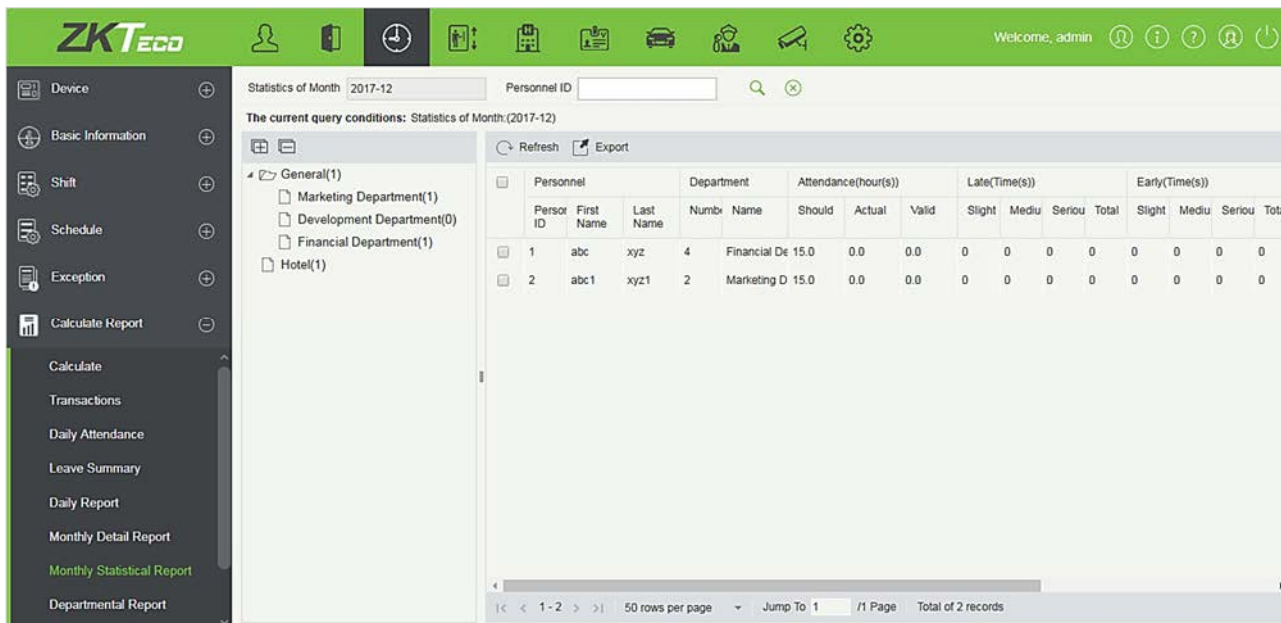 ZKTECO
Welcome, admin
Device
Basic Information
Shift
Schedule
Exception
Calculate Report
Calculate
Transactions
Daily Attendance
Leave Summary
Daily Report
Monthly Detail Report
Monthly Statistical Report
Departmental Report
Statistics of Month 2017-12 Personnel ID
The current query conditions: Statistics of Month:(2017-12)
General(1)
Marketing Department(1)
Development Department(0)
Financial Department(1)
Hotel(1)
Refresh Export
Personnel Department Attendance(hour(s)) Late(Time(s)) Early(Time(s))
Person ID First Name Last Name Numbe Name Should Actual Valid Slight Mediu Seriou Total Slight Mediu Seriou Tota
1 abc xyz 4 Financial De 15.0 0.0 0.0 0 0 0 0 0 0 0 0
2 abc1 xyz1 2 Marketing D 15.0 0.0 0.0 0 0 0 0 0 0 0 0
|< < 1 - 2 > >| 50 rows per page Jump To 1 /1 Page Total of 2 records